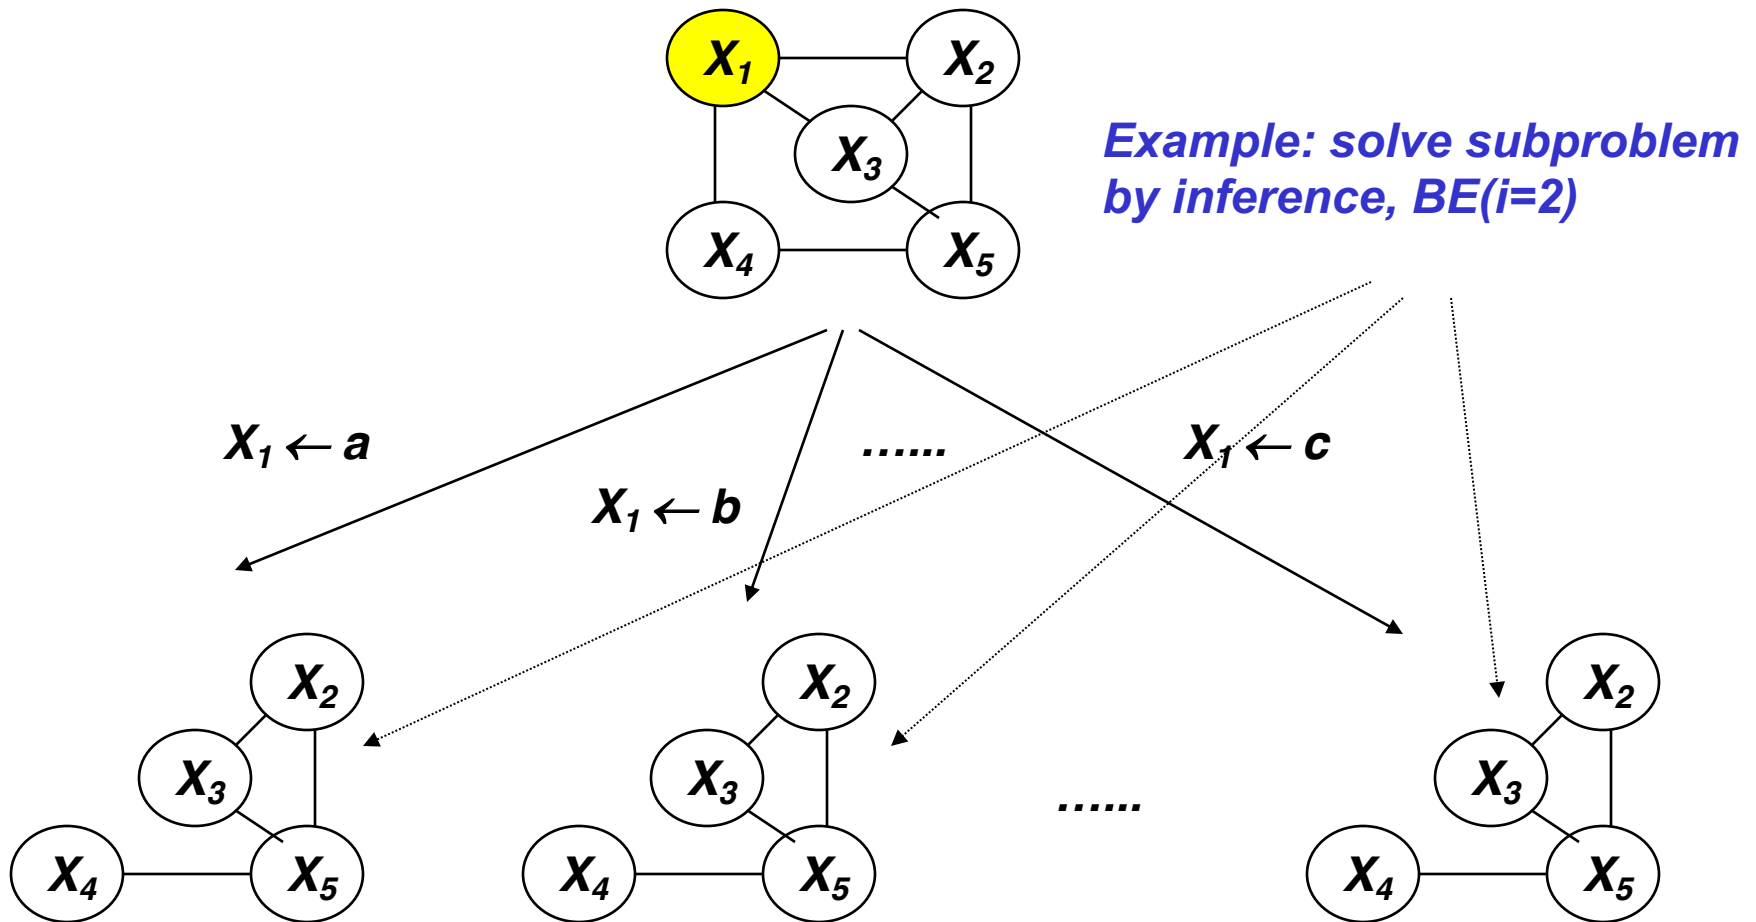 X₁ X₂
Example: solve subproblem
by inference, BE(i=2)
X₃
X₄ X₅
X₁ ← a …... X₁ ← c
X₁ ← b
X₂ X₂ X₂
X₃ X₃ X₃
…...
X₄ X₅ X₄ X₅ X₄ X₅